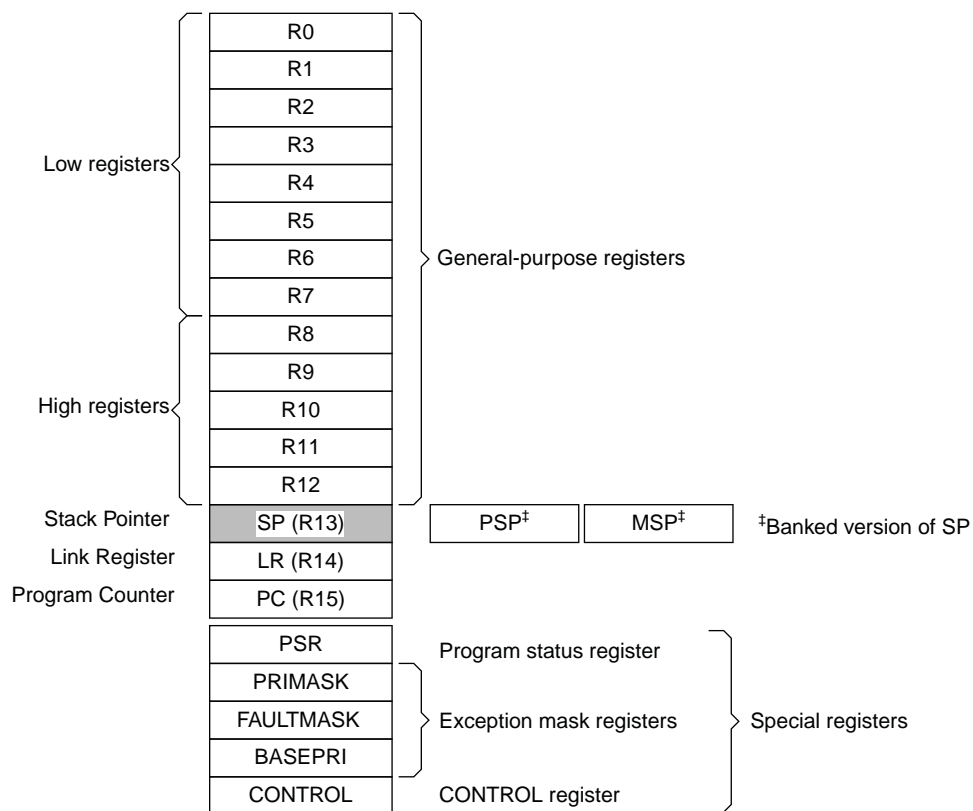 R0
R1
R2
R3
Low registers
R4
R5
R6
General-purpose registers
R7
R8
R9
High registers
R10
R11
R12
Stack Pointer SP (R13) PSP‡ MSP‡ ‡Banked version of SP
Link Register LR (R14)
Program Counter PC (R15)
PSR Program status register
PRIMASK
FAULTMASK Exception mask registers Special registers
BASEPRI
CONTROL CONTROL register